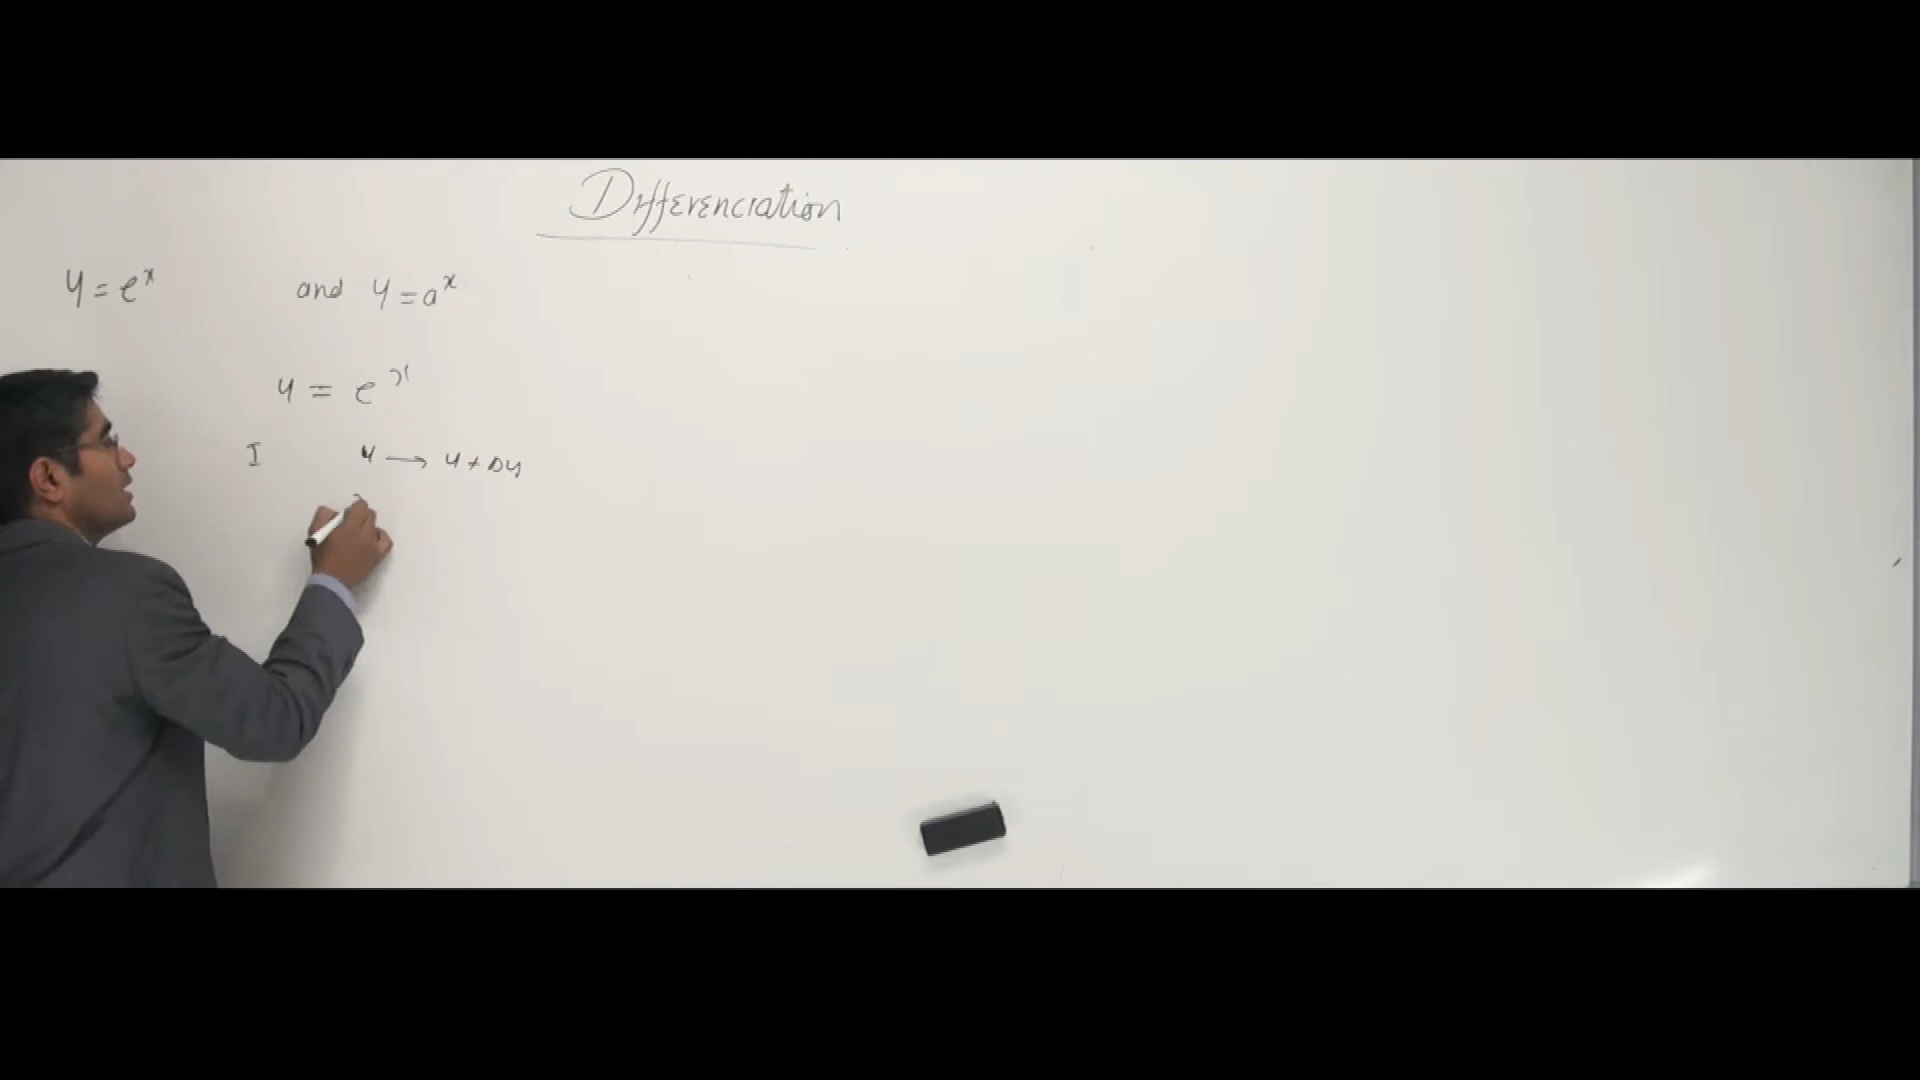 Differenciation
y = e^x and y = a^x
y = e^x
I y → y + Δy